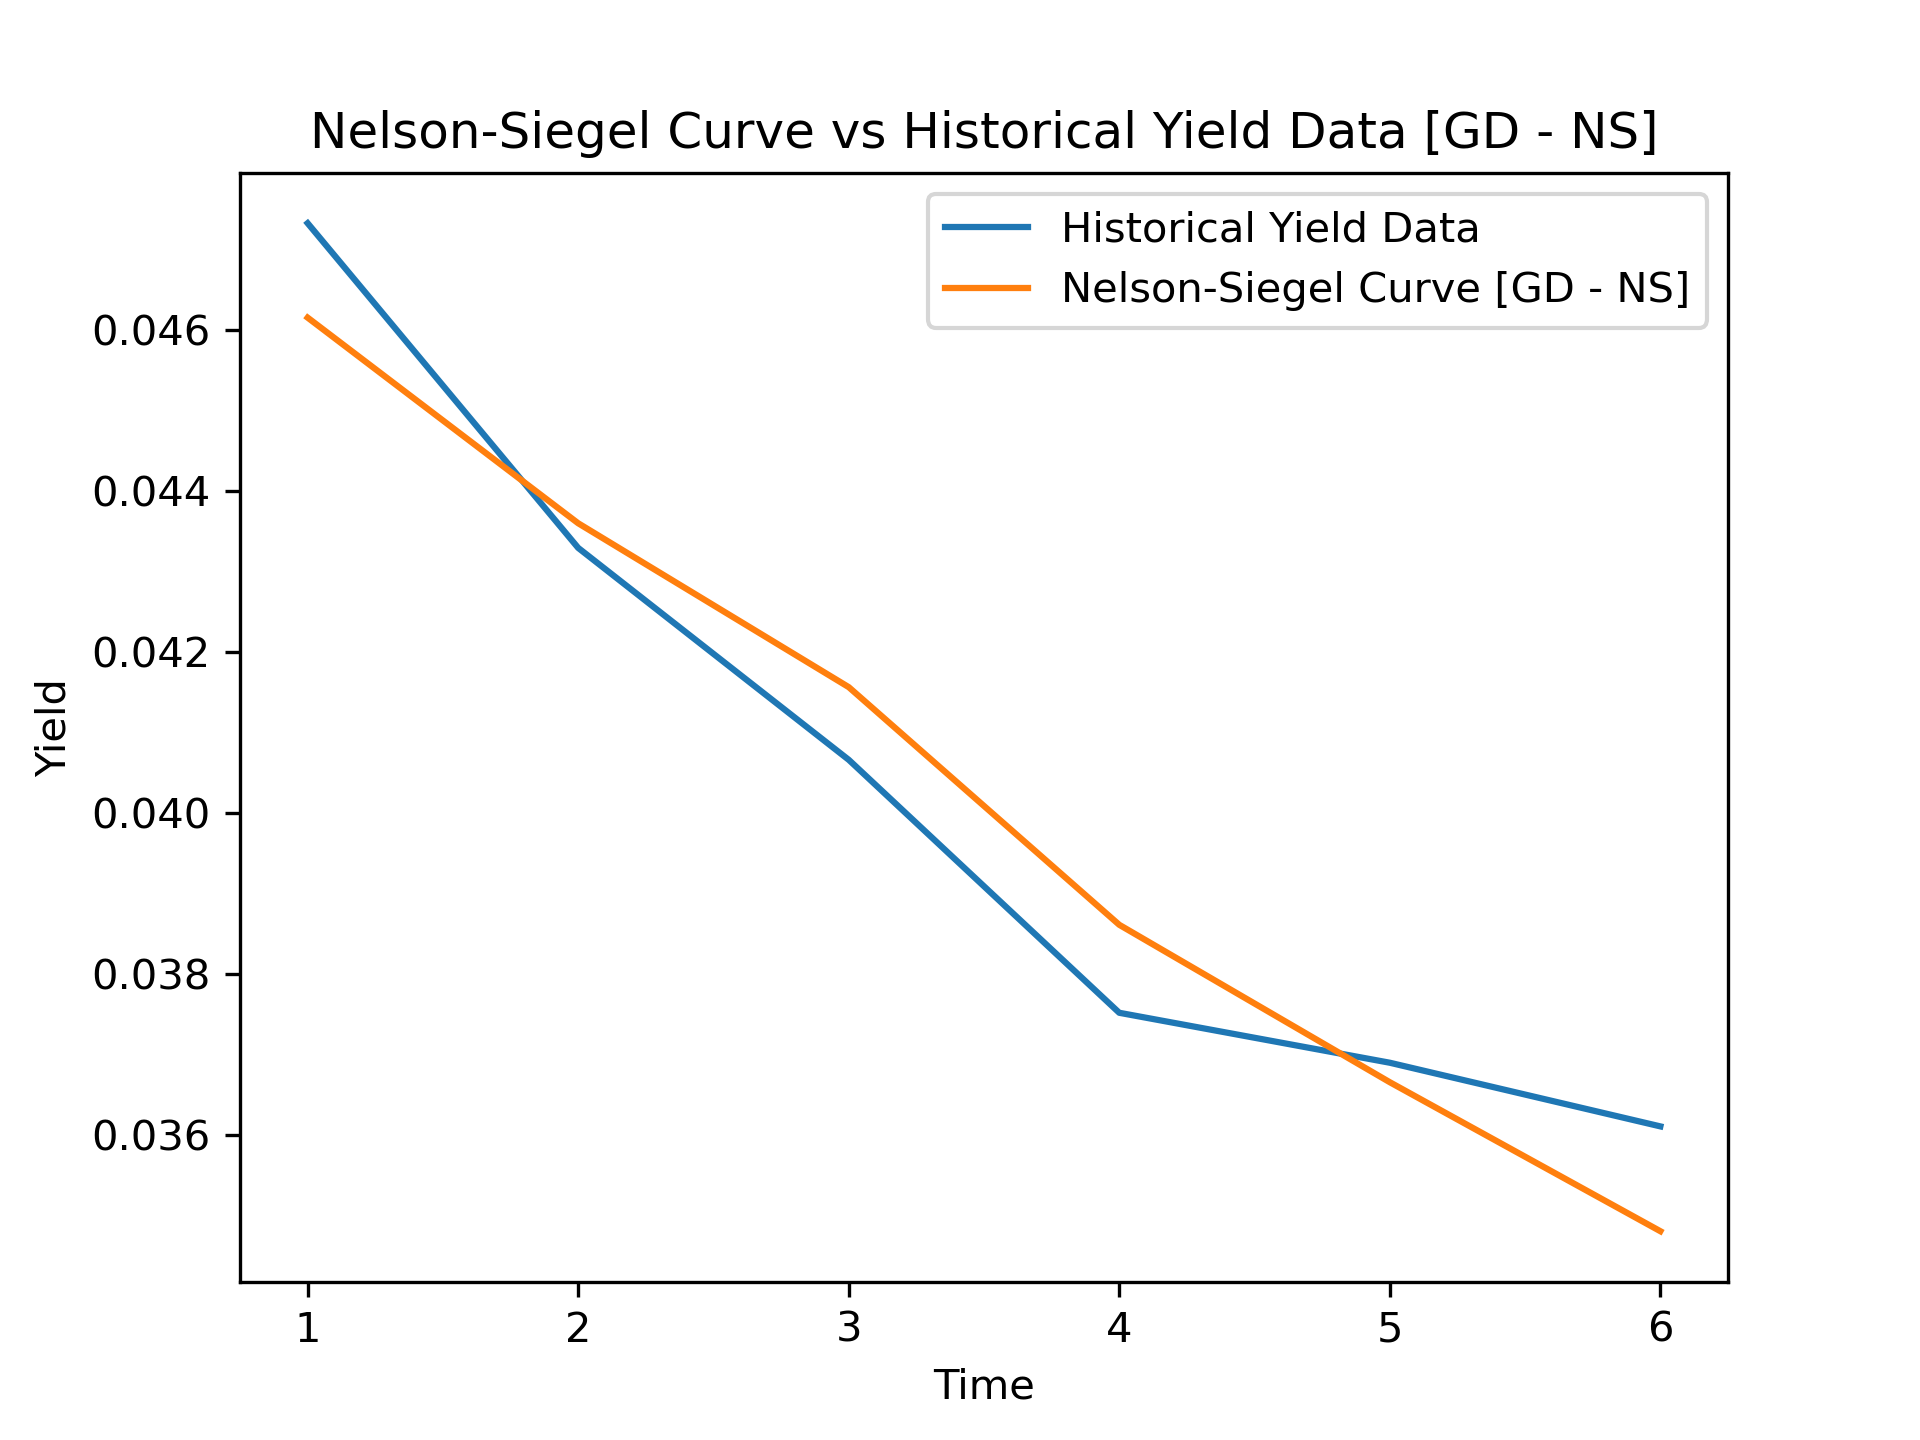 Nelson-Siegel Curve vs Historical Yield Data [GD - NS]
Historical Yield Data
Nelson-Siegel Curve [GD - NS]
0.046
0.044
0.042
0.040
0.038
0.036
Yield
1 2 3 4 5 6
Time